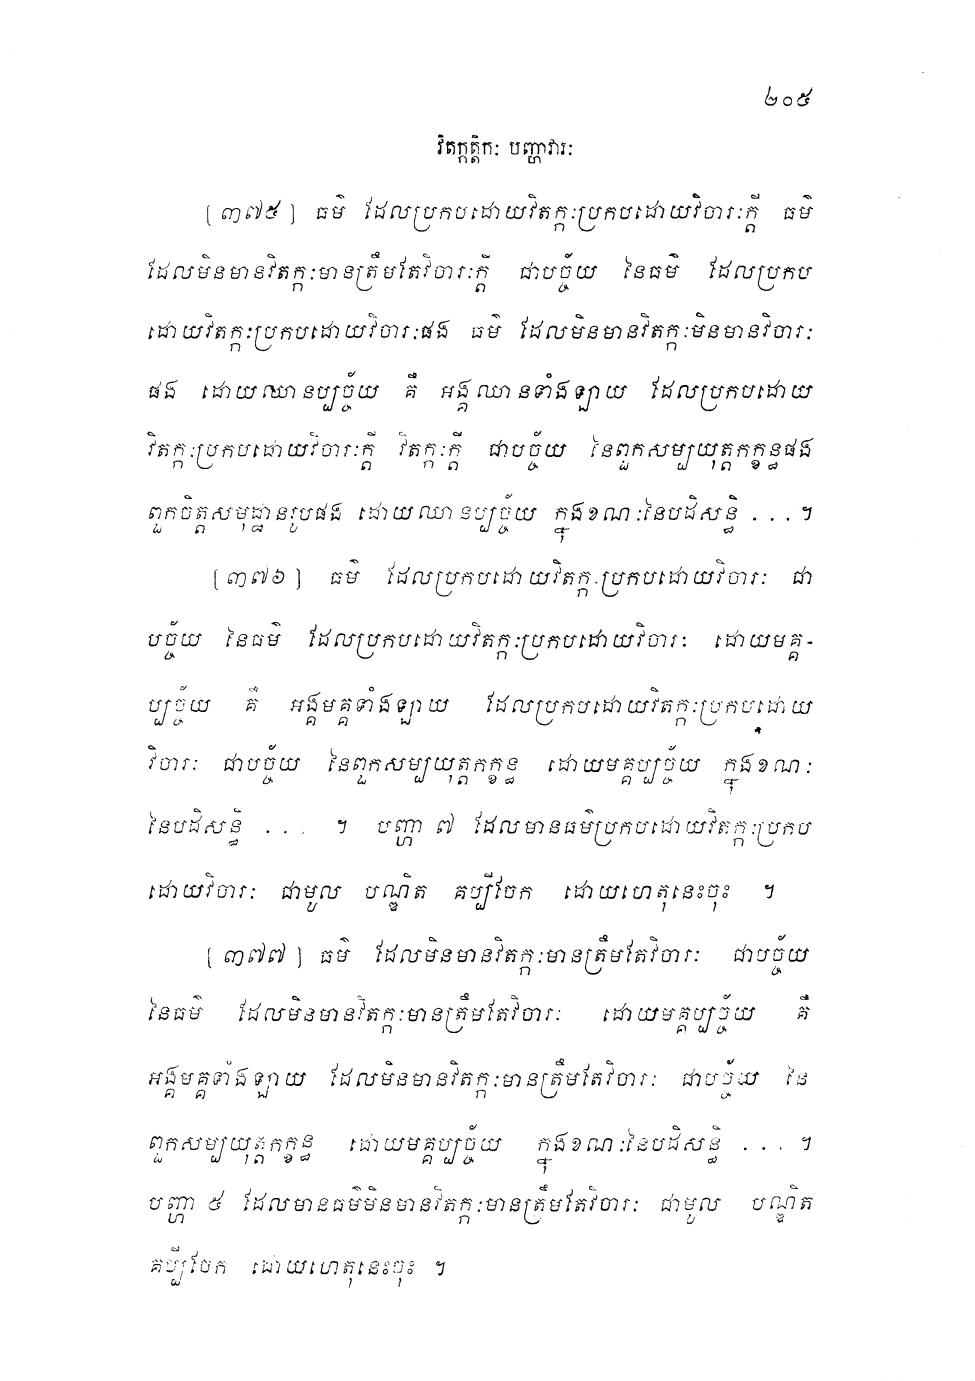 ២០៥
វិតក្កត្តិកៈ បញ្ហាវារៈ
[៣៧៥] ធម៌ ដែលប្រកបដោយវិតក្កៈប្រកបដោយវិចារៈក្តី ធម៌
ដែលមិនមានវិតក្កៈមានត្រឹមតែវិចារៈក្តី ជាបច្ច័យ នៃធម៌ ដែលប្រកប
ដោយវិតក្កៈប្រកបដោយវិចារៈផង ធម៌ ដែលមិនមានវិតក្កៈមិនមានវិចារៈ
ផង ដោយឈានប្បច្ច័យ គឺ អង្គឈានទាំងឡាយ ដែលប្រកបដោយ
វិតក្កៈប្រកបដោយវិចារៈក្តី វិតក្កៈក្តី ជាបច្ច័យ នៃពួកសម្បយុត្តកក្ខន្ធផង
ពួកចិត្តសមុដ្ឋានរូបផង ដោយឈានប្បច្ច័យ ក្នុងខណៈនៃបដិសន្ធិ . . . ។
[៣៧៦] ធម៌ ដែលប្រកបដោយវិតក្កៈប្រកបដោយវិចារៈ ជា
បច្ច័យ នៃធម៌ ដែលប្រកបដោយវិតក្កៈប្រកបដោយវិចារៈ ដោយមគ្គ-
ប្បច្ច័យ គឺ អង្គមគ្គទាំងឡាយ ដែលប្រកបដោយវិតក្កៈប្រកបដោយ
វិចារៈ ជាបច្ច័យ នៃពួកសម្បយុត្តកក្ខន្ធ ដោយមគ្គប្បច្ច័យ ក្នុងខណៈ
នៃបដិសន្ធិ . . . ។ បញ្ហា ៧ ដែលមានធម៌ប្រកបដោយវិតក្កៈប្រកប
ដោយវិចារៈ ជាមូល បណ្ឌិត គប្បីចែក ដោយហេតុនេះចុះ ។
[៣៧៧] ធម៌ ដែលមិនមានវិតក្កៈមានត្រឹមតែវិចារៈ ជាបច្ច័យ
នៃធម៌ ដែលមិនមានវិតក្កៈមានត្រឹមតែវិចារៈ ដោយមគ្គប្បច្ច័យ គឺ
អង្គមគ្គទាំងឡាយ ដែលមិនមានវិតក្កៈមានត្រឹមតែវិចារៈ ជាបច្ច័យ នៃ
ពួកសម្បយុត្តកក្ខន្ធ ដោយមគ្គប្បច្ច័យ ក្នុងខណៈនៃបដិសន្ធិ . . . ។
បញ្ហា ៥ ដែលមានធម៌មិនមានវិតក្កៈមានត្រឹមតែវិចារៈ ជាមូល បណ្ឌិត
គប្បីចែក ដោយហេតុនេះចុះ ។